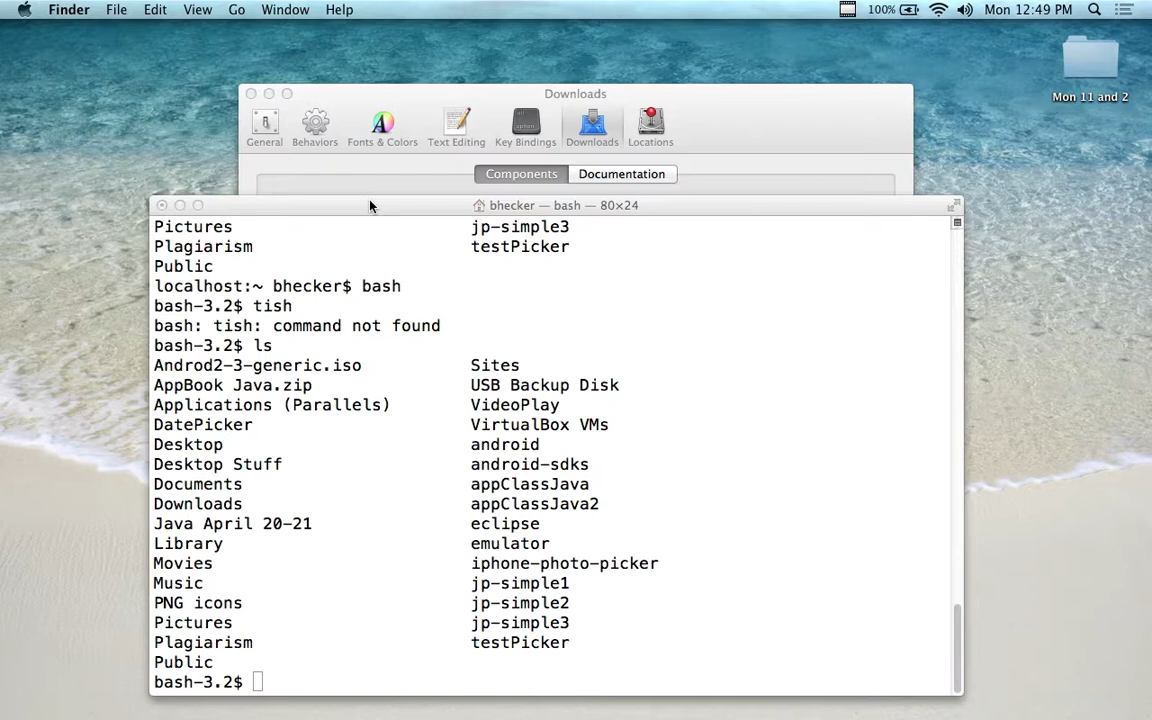 Finder File Edit View Go Window Help 100% Mon 12:49 PM
Mon 11 and 2
Downloads
General Behaviors Fonts & Colors Text Editing Key Bindings Downloads Locations
Components Documentation
bhecker — bash — 80×24
Pictures jp-simple3
Plagiarism testPicker
Public
localhost:~ bhecker$ bash
bash-3.2$ tish
bash: tish: command not found
bash-3.2$ ls
Androd2-3-generic.iso Sites
AppBook Java.zip USB Backup Disk
Applications (Parallels) VideoPlay
DatePicker VirtualBox VMs
Desktop android
Desktop Stuff android-sdks
Documents appClassJava
Downloads appClassJava2
Java April 20-21 eclipse
Library emulator
Movies iphone-photo-picker
Music jp-simple1
PNG icons jp-simple2
Pictures jp-simple3
Plagiarism testPicker
Public
bash-3.2$